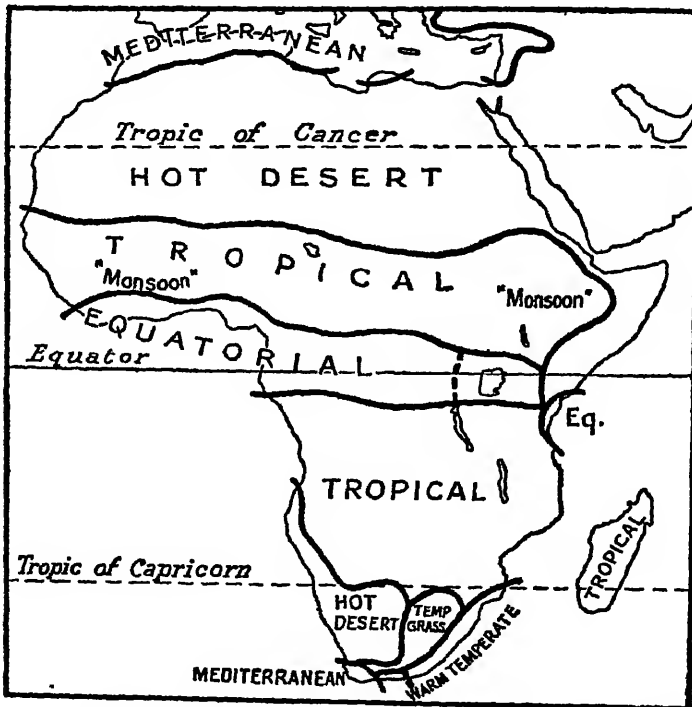 MEDITERRANEAN
Tropic of Cancer
HOT DESERT
TROPICAL
"Monsoon"
"Monsoon"
EQUATORIAL
Equator
Eq.
TROPICAL
TROPICAL
Tropic of Capricorn
HOT
DESERT
TEMP
GRASS.
MEDITERRANEAN
WARM TEMPERATE